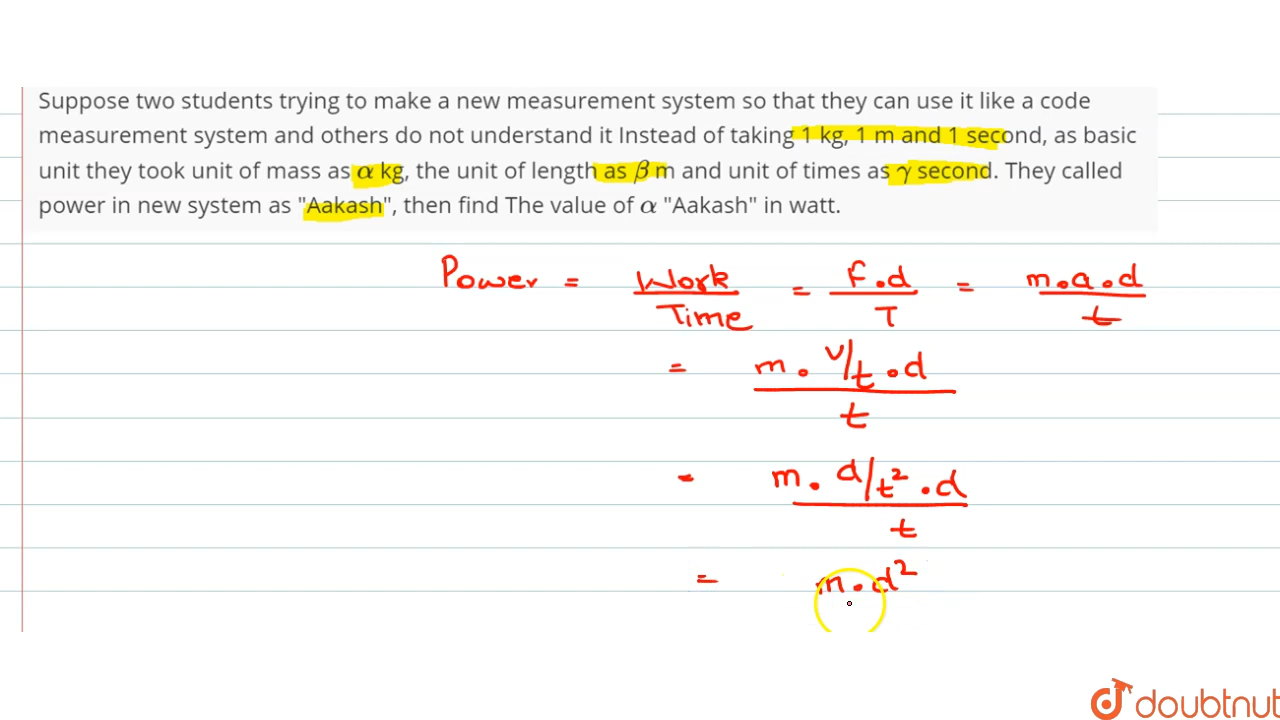 Suppose two students trying to make a new measurement system so that they can use it like a code
measurement system and others do not understand it Instead of taking 1 kg, 1 m and 1 second, as basic
unit they took unit of mass as α kg, the unit of length as β m and unit of times as γ second. They called
power in new system as "Aakash", then find The value of α "Aakash" in watt.
Power = Work/Time = F.d/T = m.a.d/t
= m. v/t .d / t
= m. d/t² .d / t
= m.d²
doubtnut